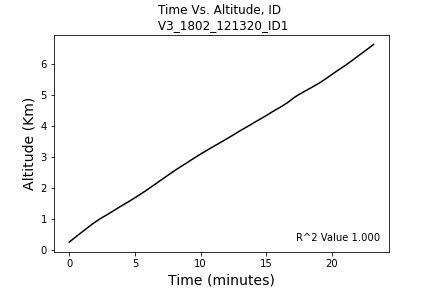 Time Vs. Altitude, ID
V3_1802_121320_ID1
Altitude (Km)
6
5
4
3
2
1
0
R^2 Value 1.000
0 5 10 15 20
Time (minutes)